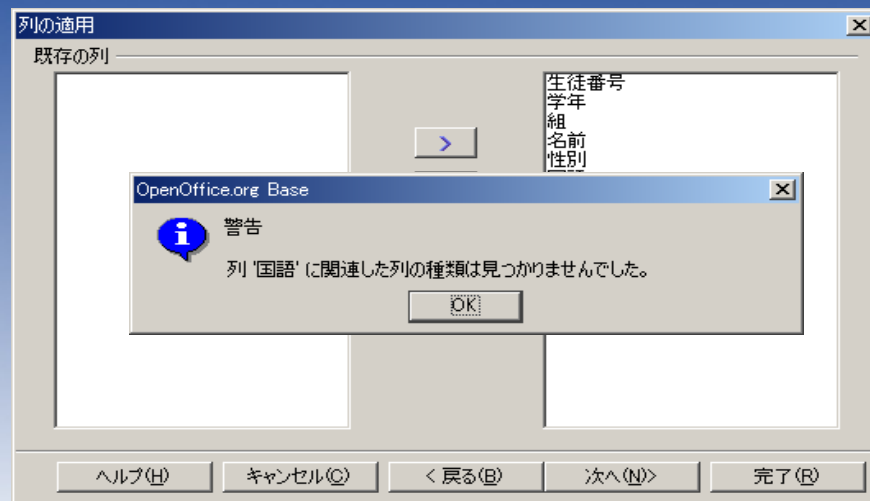 列の適用
既存の列
>
生徒番号
学年
組
名前
性別
OpenOffice.org Base
警告
列 '国語' に関連した列の種類は見つかりませんでした。
OK
ヘルプ(H)
キャンセル(C)
< 戻る(B)
次へ(N)>
完了(R)